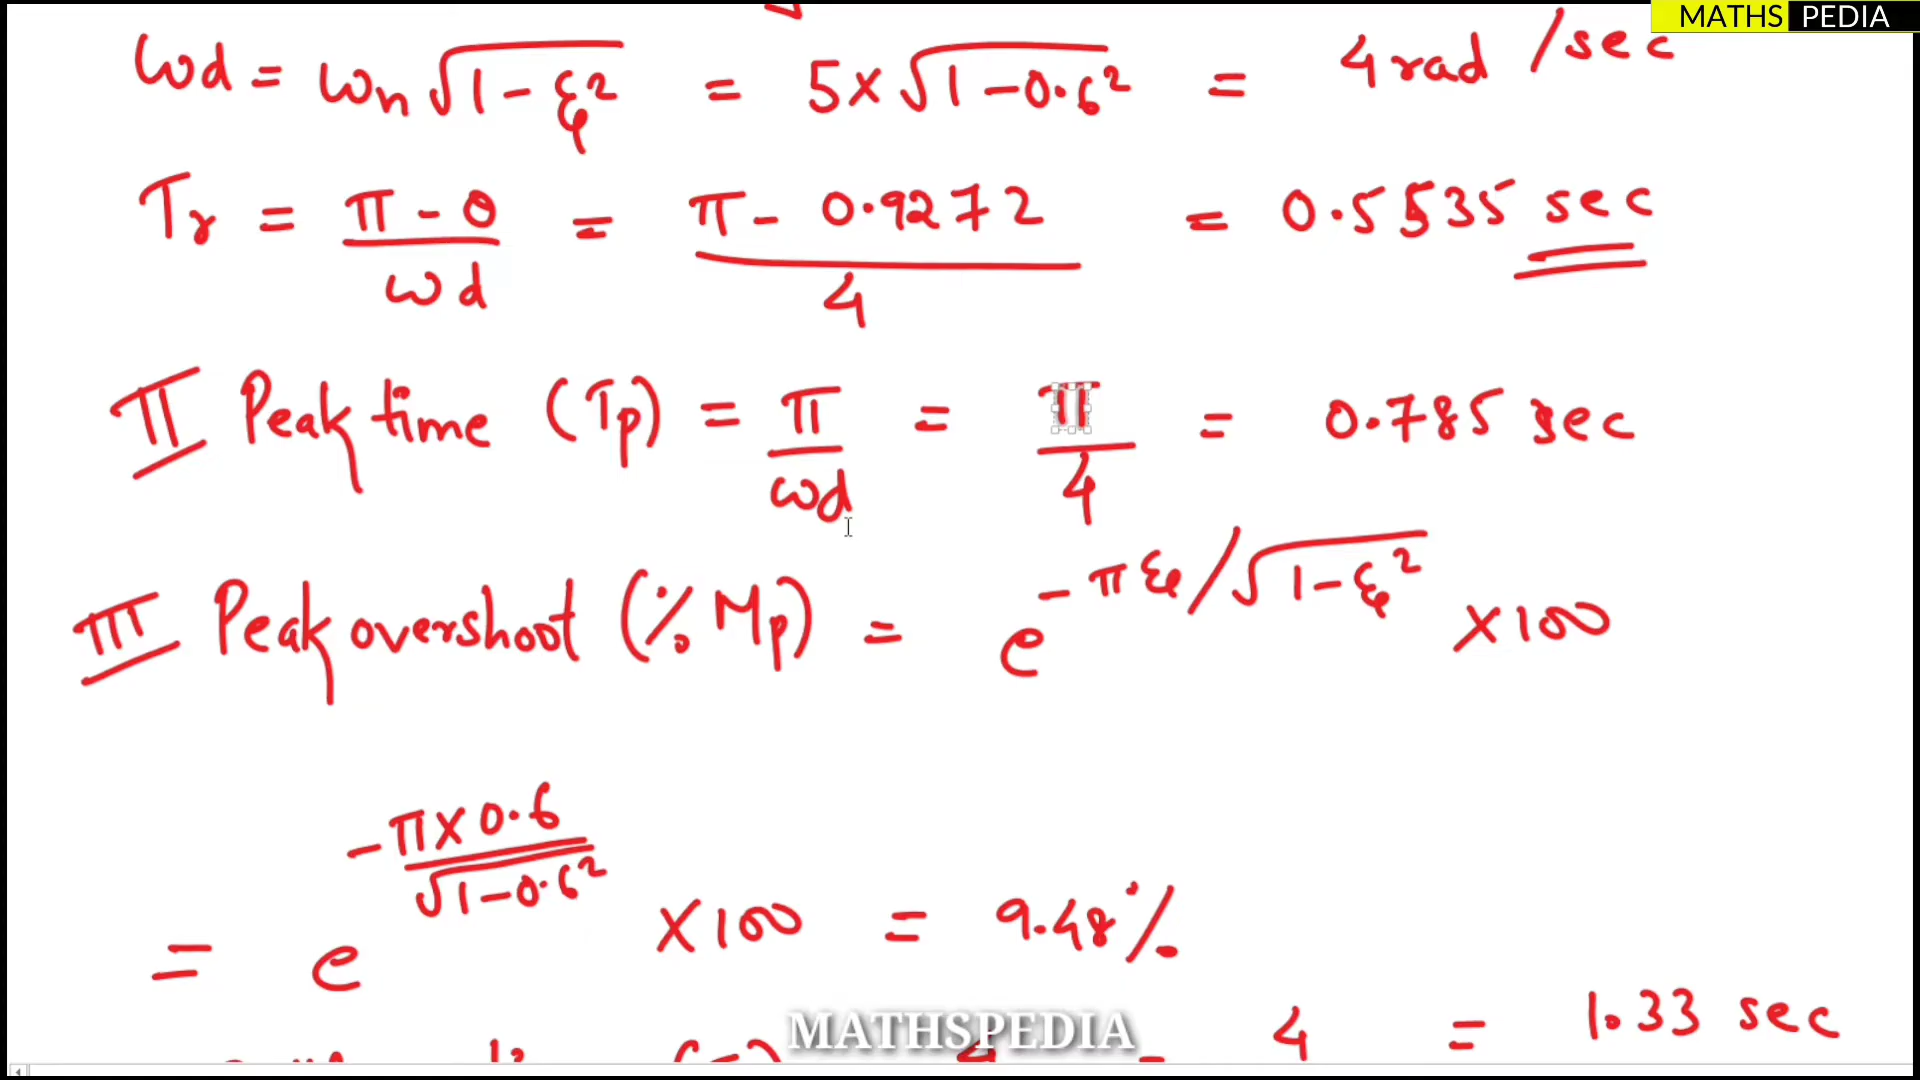 MATHS PEDIA
ωd = ωn√(1 - ξ²) = 5×√(1-0.6²) = 4 rad/sec
Tr = (π - θ)/ωd = (π - 0.9272)/4 = 0.5535 sec
II Peak time (Tp) = π/ωd = π/4 = 0.785 sec
III Peak overshoot (%Mp) = e^(-πξ/√(1-ξ²)) ×100
= e^(-π×0.6/√(1-0.6²)) ×100 = 9.48%
4 = 1.33 sec
MATHSPEDIA